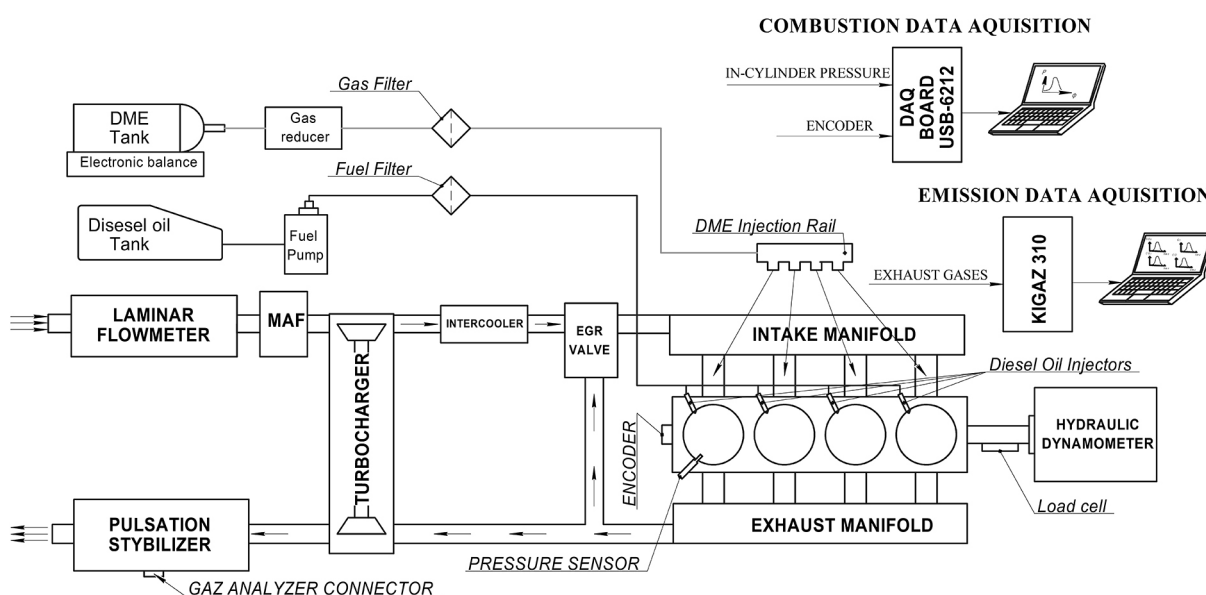 COMBUSTION DATA AQUISITION
IN-CYLINDER PRESSURE
ENCODER
DAQ
BOARD
USB-6212
Gas Filter
DME
Tank
Electronic balance
Gas
reducer
Fuel Filter
Disesel oil
Tank
Fuel
Pump
EMISSION DATA AQUISITION
EXHAUST GASES
KIGAZ 310
DME Injection Rail
LAMINAR
FLOWMETER
MAF
TURBOCHARGER
INTERCOOLER
EGR
VALVE
INTAKE MANIFOLD
Diesel Oil Injectors
ENCODER
HYDRAULIC
DYNAMOMETER
Load cell
PULSATION
STYBILIZER
EXHAUST MANIFOLD
PRESSURE SENSOR
GAZ ANALYZER CONNECTOR